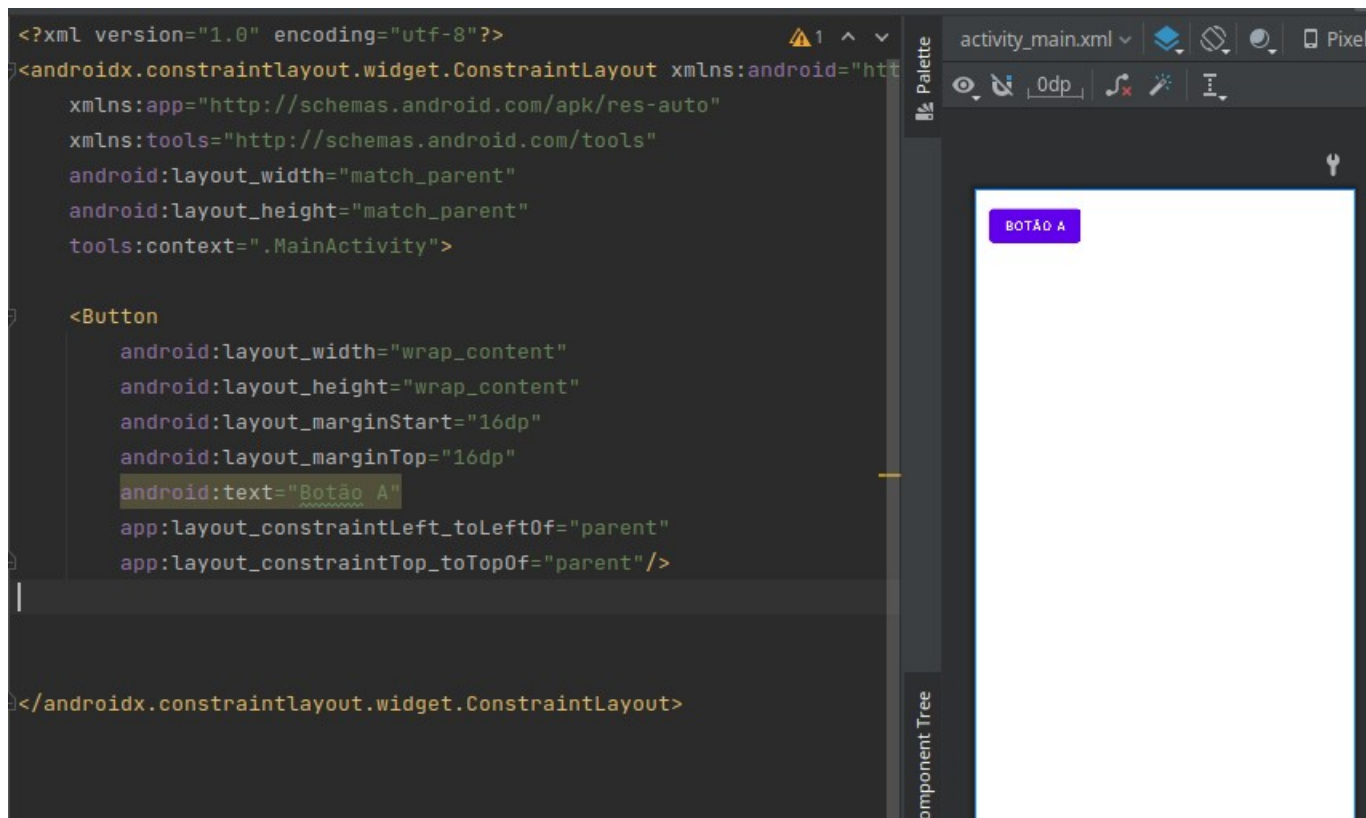 <?xml version="1.0" encoding="utf-8"?>
1
<androidx.constraintlayout.widget.ConstraintLayout xmlns:android="htt
xmlns:app="http://schemas.android.com/apk/res-auto"
xmlns:tools="http://schemas.android.com/tools"
android:layout_width="match_parent"
android:layout_height="match_parent"
tools:context=".MainActivity">
<Button
android:layout_width="wrap_content"
android:layout_height="wrap_content"
android:layout_marginStart="16dp"
android:layout_marginTop="16dp"
android:text="Botão A"
app:layout_constraintLeft_toLeftOf="parent"
app:layout_constraintTop_toTopOf="parent"/>
</androidx.constraintlayout.widget.ConstraintLayout>
Palette
omponent Tree
activity_main.xml
Pixel
0dp
BOTÃO A